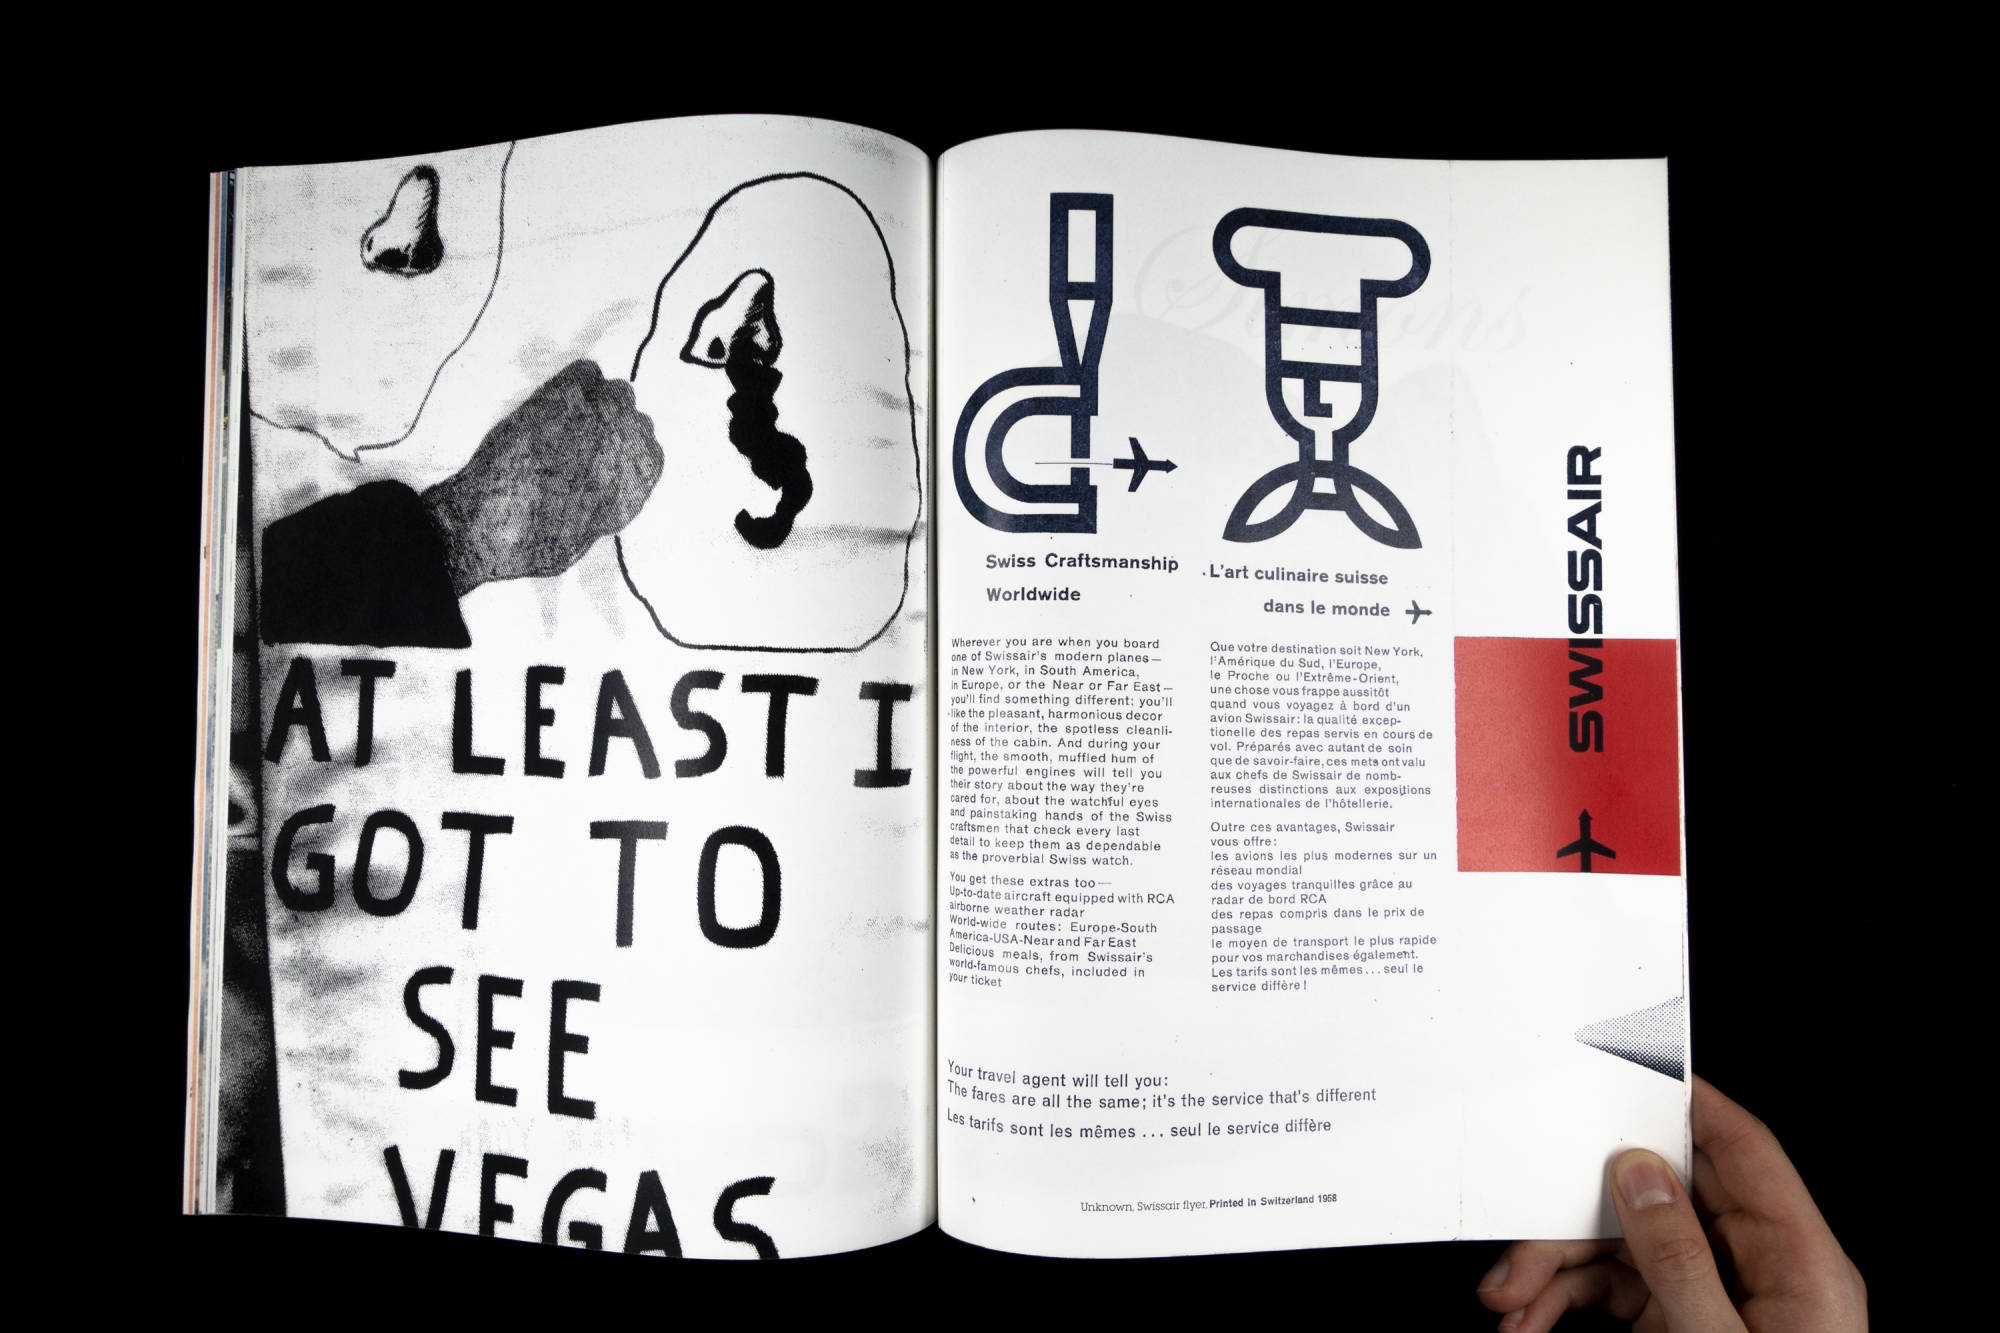 AT LEAST I
GOT TO
SEE
VEGAS
Swiss Craftsmanship
Worldwide
Wherever you are when you board
one of Swissair's modern planes—
in New York, in South America,
in Europe, or the Near or Far East—
you'll find something different: you'll
like the pleasant, harmonious decor
of the interior, the spotless cleanli-
ness of the cabin. And during your
flight, the smooth, muffled hum of
the powerful engines will tell you
their story about the way they're
cared for, about the watchful eyes
and painstaking hands of the Swiss
craftsmen that check every last
detail to keep them as dependable
as the proverbial Swiss watch.
You get these extras too—
Up-to-date aircraft equipped with RCA
airborne weather radar
World-wide routes: Europe-South
America-USA-Near and Far East
Delicious meals, from Swissair's
world-famous chefs, included in
your ticket
L'art culinaire suisse
dans le monde
Que votre destination soit New York,
l'Amérique du Sud, l'Europe,
le Proche ou l'Extrême-Orient,
une chose vous frappe aussitôt
quand vous voyagez à bord d'un
avion Swissair: la qualité excep-
tionelle des repas servis en cours de
vol. Préparés avec autant de soin
que de savoir-faire, ces mets ont valu
aux chefs de Swissair de nomb-
reuses distinctions aux expositions
internationales de l'hôtellerie.
Outre ces avantages, Swissair
vous offre:
les avions les plus modernes sur un
réseau mondial
des voyages tranquilles grâce au
radar de bord RCA
des repas compris dans le prix de
passage
le moyen de transport le plus rapide
pour vos marchandises également.
Les tarifs sont les mêmes... seul le
service diffère!
Your travel agent will tell you:
The fares are all the same; it's the service that's different
Les tarifs sont les mêmes ... seul le service diffère
Unknown, Swissair flyer, Printed in Switzerland 1958
SWISSAIR